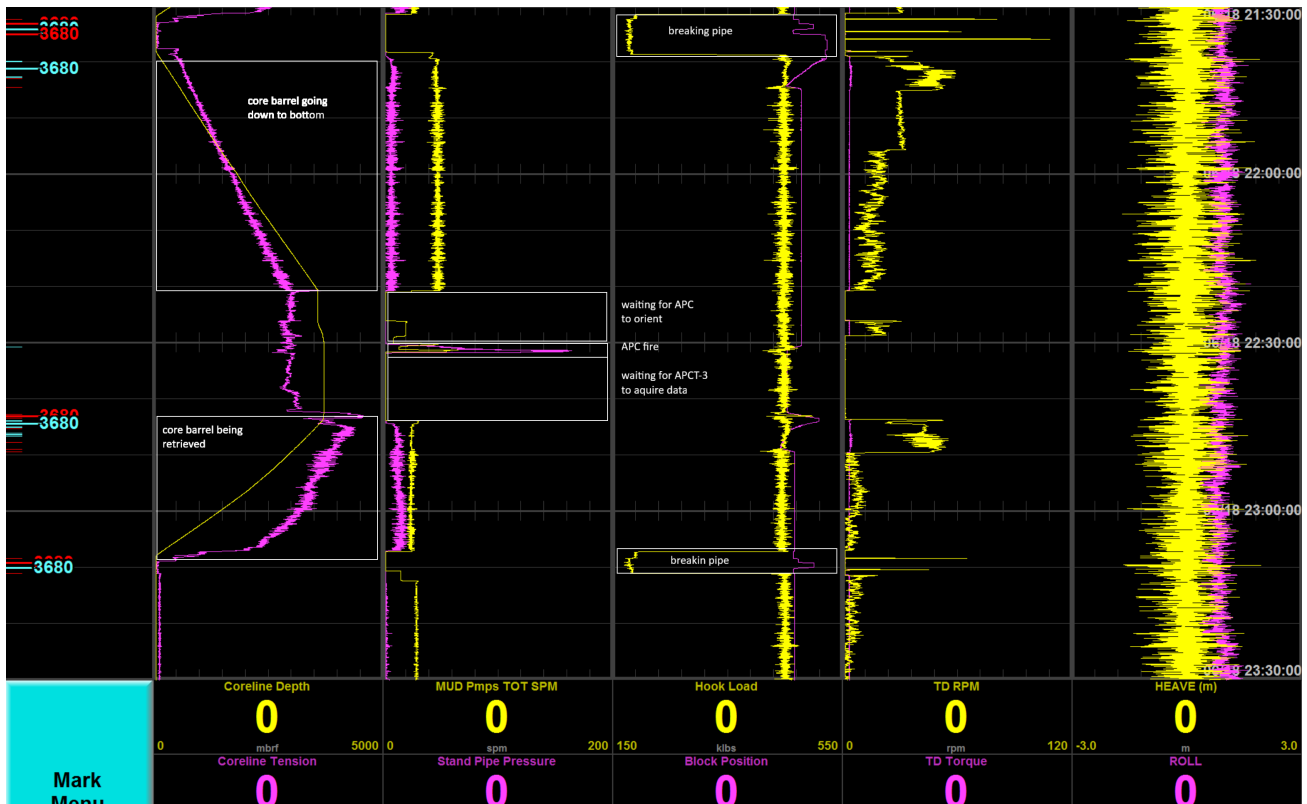 3680
3680
06/18 21:30:00
breaking pipe
3680
core barrel going
down to bottom
06/18 22:00:00
waiting for APC
to orient
APC fire
06/18 22:30:00
waiting for APCT-3
to aquire data
3680
3680
core barrel being
retrieved
06/18 23:00:00
breakin pipe
3680
3680
06/18 23:30:00
Coreline Depth
MUD Pmps TOT SPM
Hook Load
TD RPM
HEAVE (m)
0
0
0
0
0
0 mbrf 5000
0 spm 200
150 klbs 550
0 rpm 120
-3.0 m 3.0
Coreline Tension
Stand Pipe Pressure
Block Position
TD Torque
ROLL
0
0
0
0
0
Mark
Menu